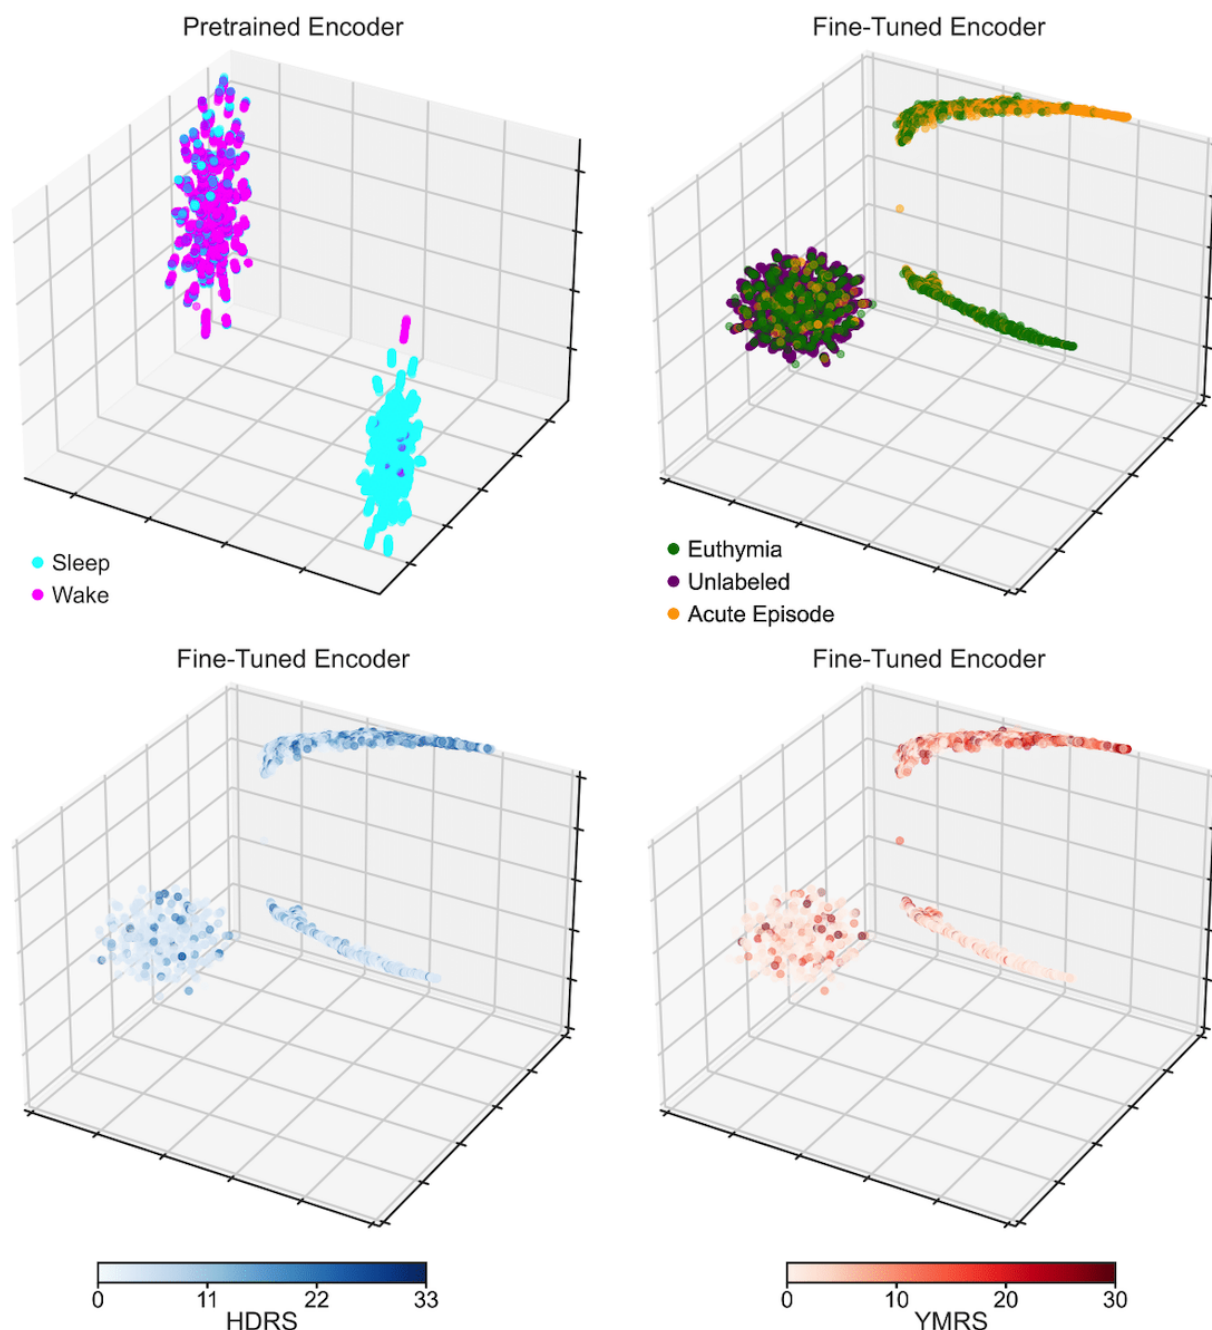 Pretrained Encoder
Fine-Tuned Encoder
Sleep
Wake
Euthymia
Unlabeled
Acute Episode
Fine-Tuned Encoder
Fine-Tuned Encoder
0 11 22 33
HDRS
0 10 20 30
YMRS